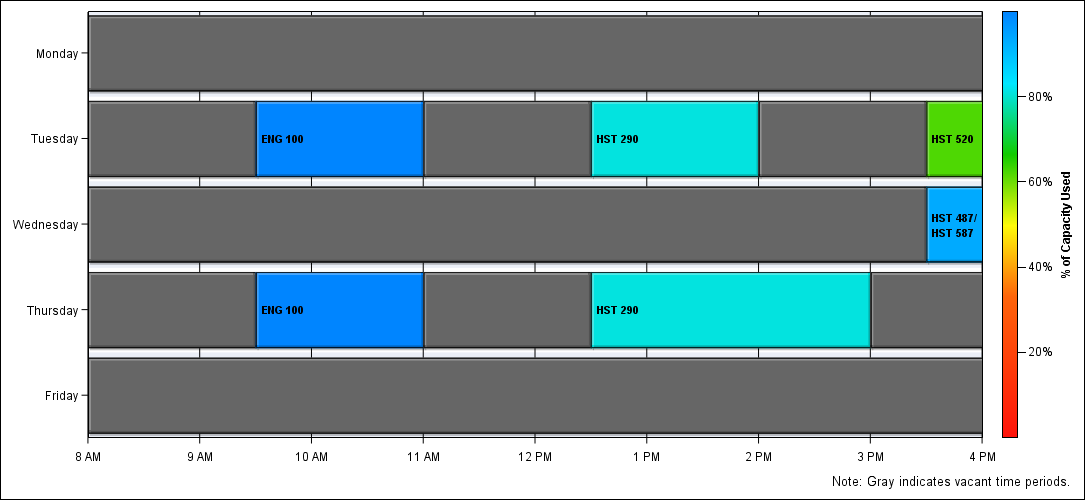 Monday
Tuesday
ENG 100
HST 290
HST 520
Wednesday
HST 487/
HST 587
Thursday
ENG 100
HST 290
Friday
8 AM
9 AM
10 AM
11 AM
12 PM
1 PM
2 PM
3 PM
4 PM
80%
60%
40%
20%
% of Capacity Used
Note: Gray indicates vacant time periods.